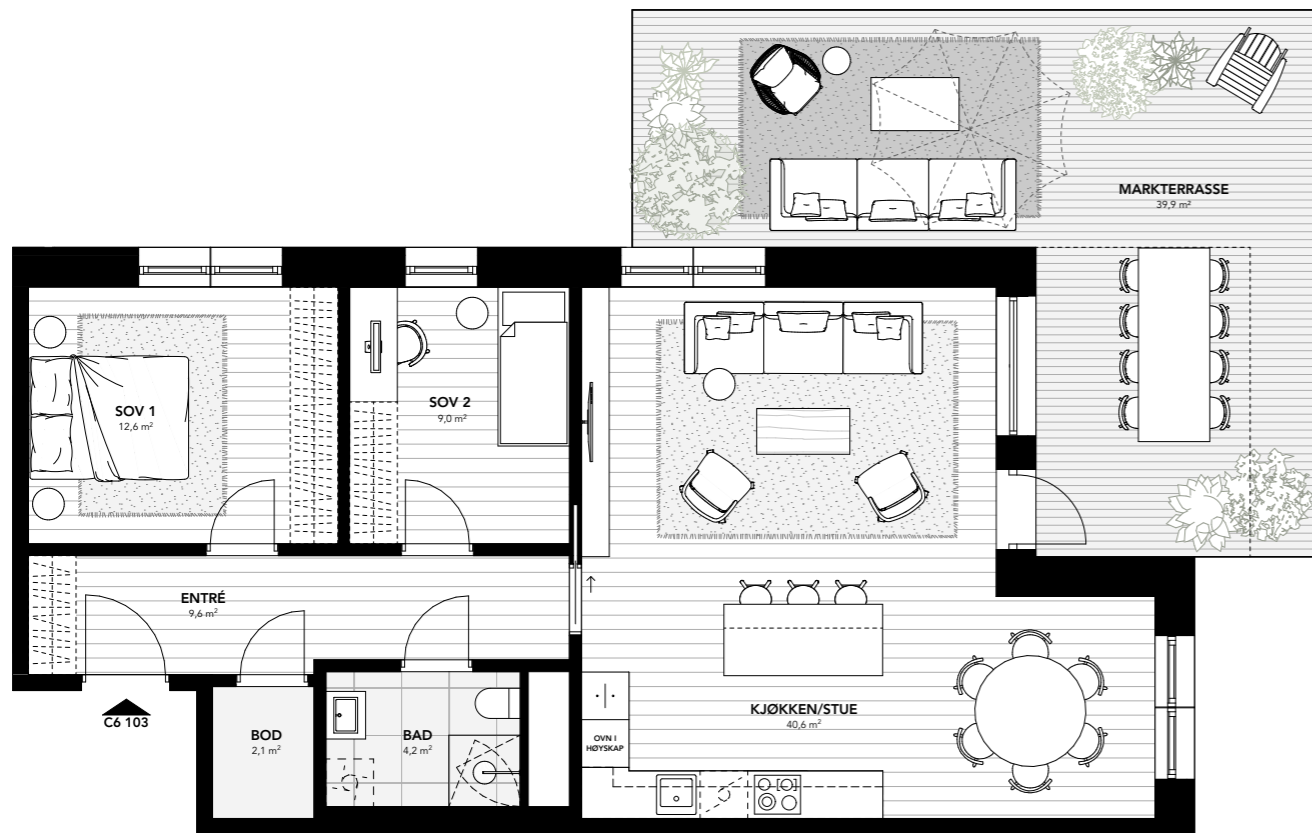 MARKTERRASSE
39,9 m²
SOV 1
12,6 m²
SOV 2
9,0 m²
ENTRÉ
9,6 m²
C6 103
BOD
2,1 m²
BAD
4,2 m²
OVN I
HØYSKAP
KJØKKEN/STUE
40,6 m²